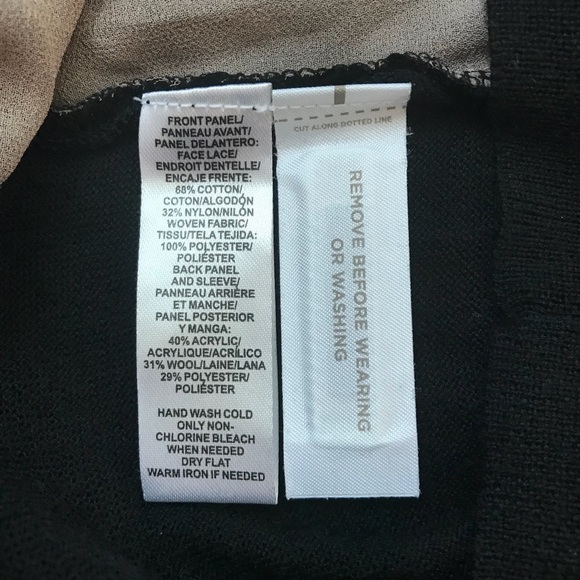 FRONT PANEL/
PANNEAU AVANT/
PANEL DELANTERO:
FACE LACE/
ENDROIT DENTELLE/
ENCAJE FRENTE:
68% COTTON/
COTON/ALGODÓN
32% NYLON/NILÓN
WOVEN FABRIC/
TISSU/TELA TEJIDA:
100% POLYESTER/
POLIÉSTER
BACK PANEL
AND SLEEVE/
PANNEAU ARRIÈRE
ET MANCHE/
PANEL POSTERIOR
Y MANGA:
40% ACRYLIC/
ACRYLIQUE/ACRÍLICO
31% WOOL/LAINE/LANA
29% POLYESTER/
POLIÉSTER
HAND WASH COLD
ONLY NON-
CHLORINE BLEACH
WHEN NEEDED
DRY FLAT
WARM IRON IF NEEDED
CUT ALONG DOTTED LINE
REMOVE BEFORE WEARING
OR WASHING